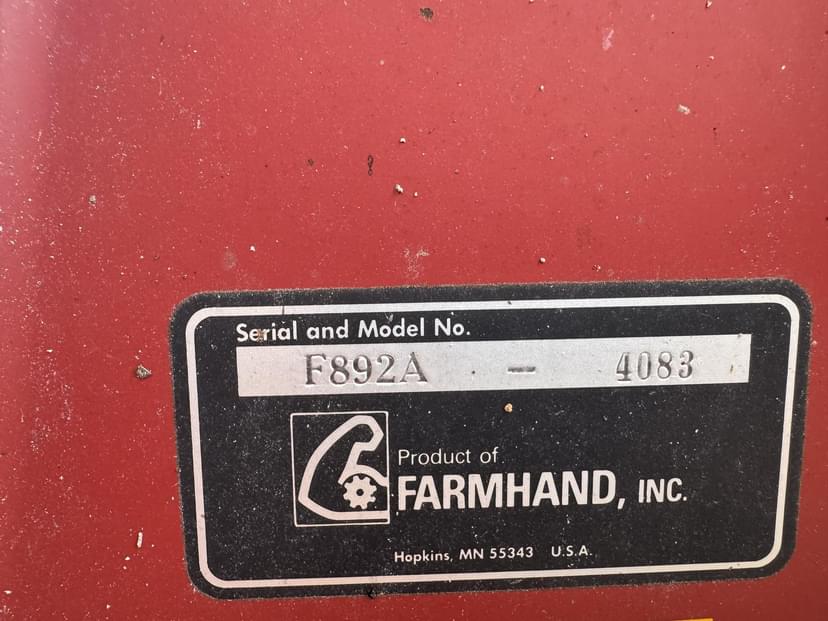 Serial and Model No.
F892A - 4083
Product of
FARMHAND, INC.
Hopkins, MN 55343 U.S.A.